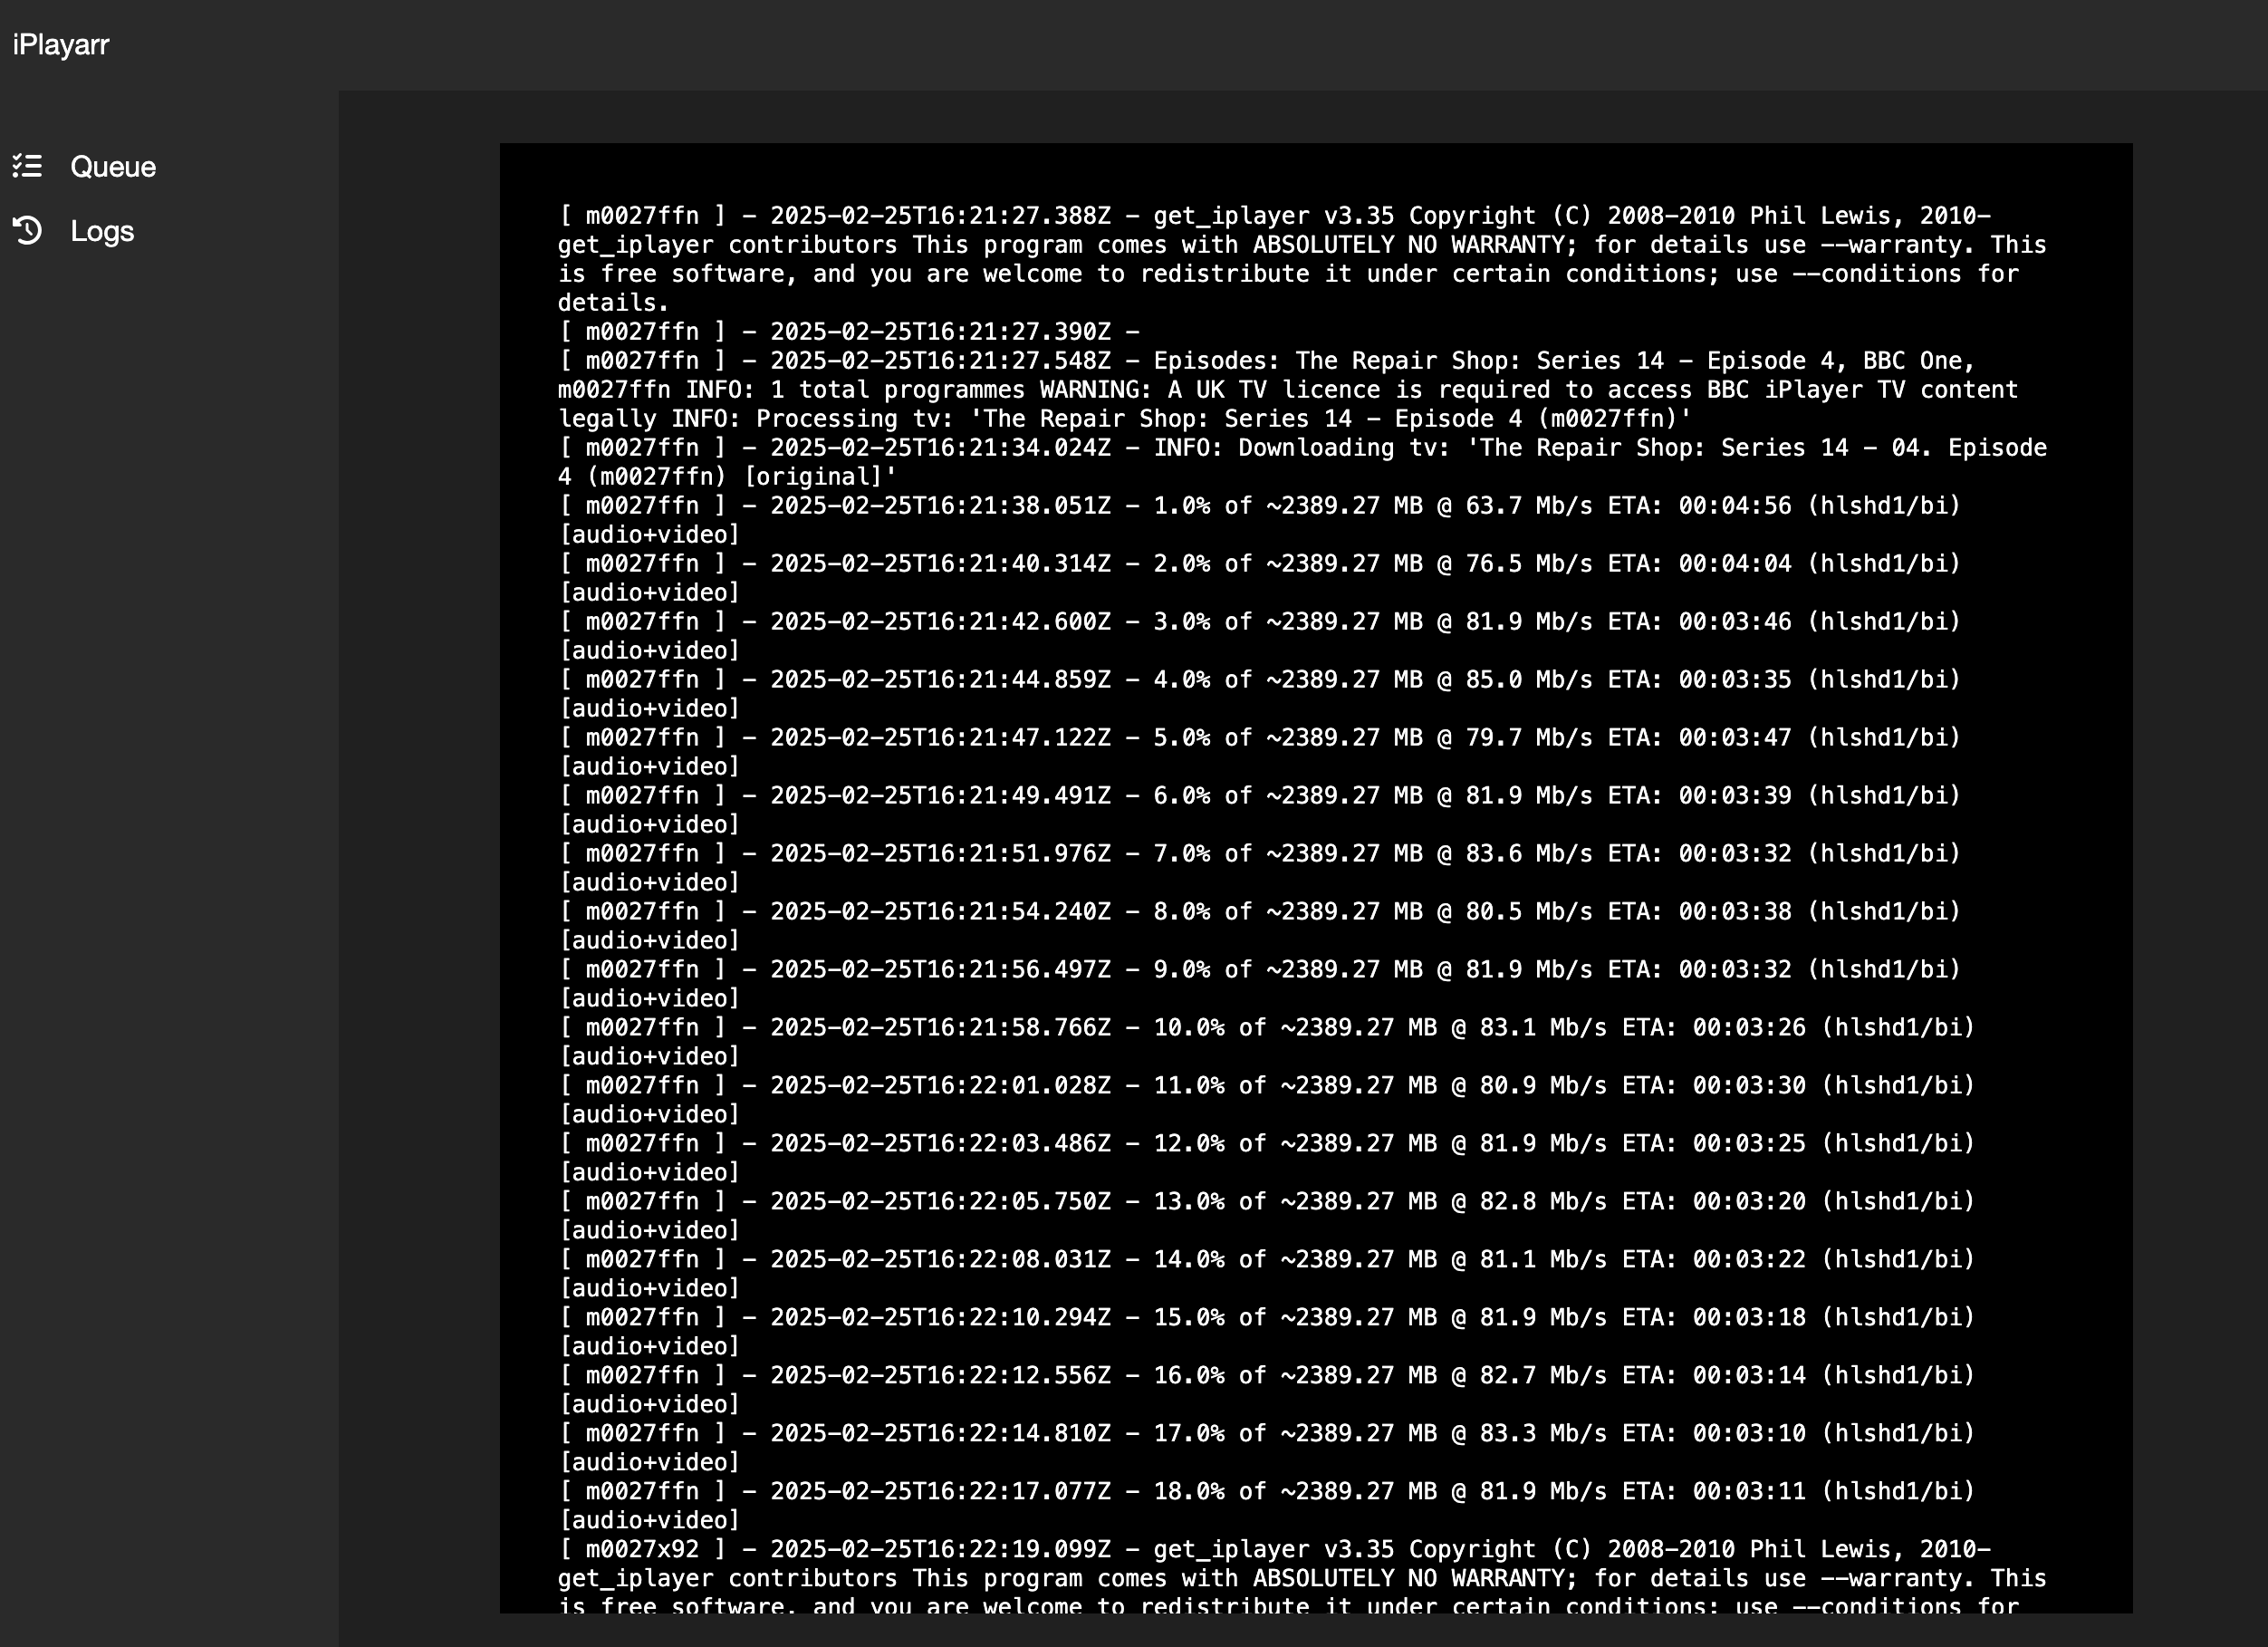 iPlayarr
Queue
Logs
[ m0027ffn ] – 2025–02–25T16:21:27.388Z – get_iplayer v3.35 Copyright (C) 2008–2010 Phil Lewis, 2010–
get_iplayer contributors This program comes with ABSOLUTELY NO WARRANTY; for details use ––warranty. This
is free software, and you are welcome to redistribute it under certain conditions; use ––conditions for
details.
[ m0027ffn ] – 2025–02–25T16:21:27.390Z –
[ m0027ffn ] – 2025–02–25T16:21:27.548Z – Episodes: The Repair Shop: Series 14 – Episode 4, BBC One,
m0027ffn INFO: 1 total programmes WARNING: A UK TV licence is required to access BBC iPlayer TV content
legally INFO: Processing tv: 'The Repair Shop: Series 14 – Episode 4 (m0027ffn)'
[ m0027ffn ] – 2025–02–25T16:21:34.024Z – INFO: Downloading tv: 'The Repair Shop: Series 14 – 04. Episode
4 (m0027ffn) [original]'
[ m0027ffn ] – 2025–02–25T16:21:38.051Z – 1.0% of ~2389.27 MB @ 63.7 Mb/s ETA: 00:04:56 (hlshd1/bi)
[audio+video]
[ m0027ffn ] – 2025–02–25T16:21:40.314Z – 2.0% of ~2389.27 MB @ 76.5 Mb/s ETA: 00:04:04 (hlshd1/bi)
[audio+video]
[ m0027ffn ] – 2025–02–25T16:21:42.600Z – 3.0% of ~2389.27 MB @ 81.9 Mb/s ETA: 00:03:46 (hlshd1/bi)
[audio+video]
[ m0027ffn ] – 2025–02–25T16:21:44.859Z – 4.0% of ~2389.27 MB @ 85.0 Mb/s ETA: 00:03:35 (hlshd1/bi)
[audio+video]
[ m0027ffn ] – 2025–02–25T16:21:47.122Z – 5.0% of ~2389.27 MB @ 79.7 Mb/s ETA: 00:03:47 (hlshd1/bi)
[audio+video]
[ m0027ffn ] – 2025–02–25T16:21:49.491Z – 6.0% of ~2389.27 MB @ 81.9 Mb/s ETA: 00:03:39 (hlshd1/bi)
[audio+video]
[ m0027ffn ] – 2025–02–25T16:21:51.976Z – 7.0% of ~2389.27 MB @ 83.6 Mb/s ETA: 00:03:32 (hlshd1/bi)
[audio+video]
[ m0027ffn ] – 2025–02–25T16:21:54.240Z – 8.0% of ~2389.27 MB @ 80.5 Mb/s ETA: 00:03:38 (hlshd1/bi)
[audio+video]
[ m0027ffn ] – 2025–02–25T16:21:56.497Z – 9.0% of ~2389.27 MB @ 81.9 Mb/s ETA: 00:03:32 (hlshd1/bi)
[audio+video]
[ m0027ffn ] – 2025–02–25T16:21:58.766Z – 10.0% of ~2389.27 MB @ 83.1 Mb/s ETA: 00:03:26 (hlshd1/bi)
[audio+video]
[ m0027ffn ] – 2025–02–25T16:22:01.028Z – 11.0% of ~2389.27 MB @ 80.9 Mb/s ETA: 00:03:30 (hlshd1/bi)
[audio+video]
[ m0027ffn ] – 2025–02–25T16:22:03.486Z – 12.0% of ~2389.27 MB @ 81.9 Mb/s ETA: 00:03:25 (hlshd1/bi)
[audio+video]
[ m0027ffn ] – 2025–02–25T16:22:05.750Z – 13.0% of ~2389.27 MB @ 82.8 Mb/s ETA: 00:03:20 (hlshd1/bi)
[audio+video]
[ m0027ffn ] – 2025–02–25T16:22:08.031Z – 14.0% of ~2389.27 MB @ 81.1 Mb/s ETA: 00:03:22 (hlshd1/bi)
[audio+video]
[ m0027ffn ] – 2025–02–25T16:22:10.294Z – 15.0% of ~2389.27 MB @ 81.9 Mb/s ETA: 00:03:18 (hlshd1/bi)
[audio+video]
[ m0027ffn ] – 2025–02–25T16:22:12.556Z – 16.0% of ~2389.27 MB @ 82.7 Mb/s ETA: 00:03:14 (hlshd1/bi)
[audio+video]
[ m0027ffn ] – 2025–02–25T16:22:14.810Z – 17.0% of ~2389.27 MB @ 83.3 Mb/s ETA: 00:03:10 (hlshd1/bi)
[audio+video]
[ m0027ffn ] – 2025–02–25T16:22:17.077Z – 18.0% of ~2389.27 MB @ 81.9 Mb/s ETA: 00:03:11 (hlshd1/bi)
[audio+video]
[ m0027x92 ] – 2025–02–25T16:22:19.099Z – get_iplayer v3.35 Copyright (C) 2008–2010 Phil Lewis, 2010–
get_iplayer contributors This program comes with ABSOLUTELY NO WARRANTY; for details use ––warranty. This
is free software, and you are welcome to redistribute it under certain conditions; use ––conditions for